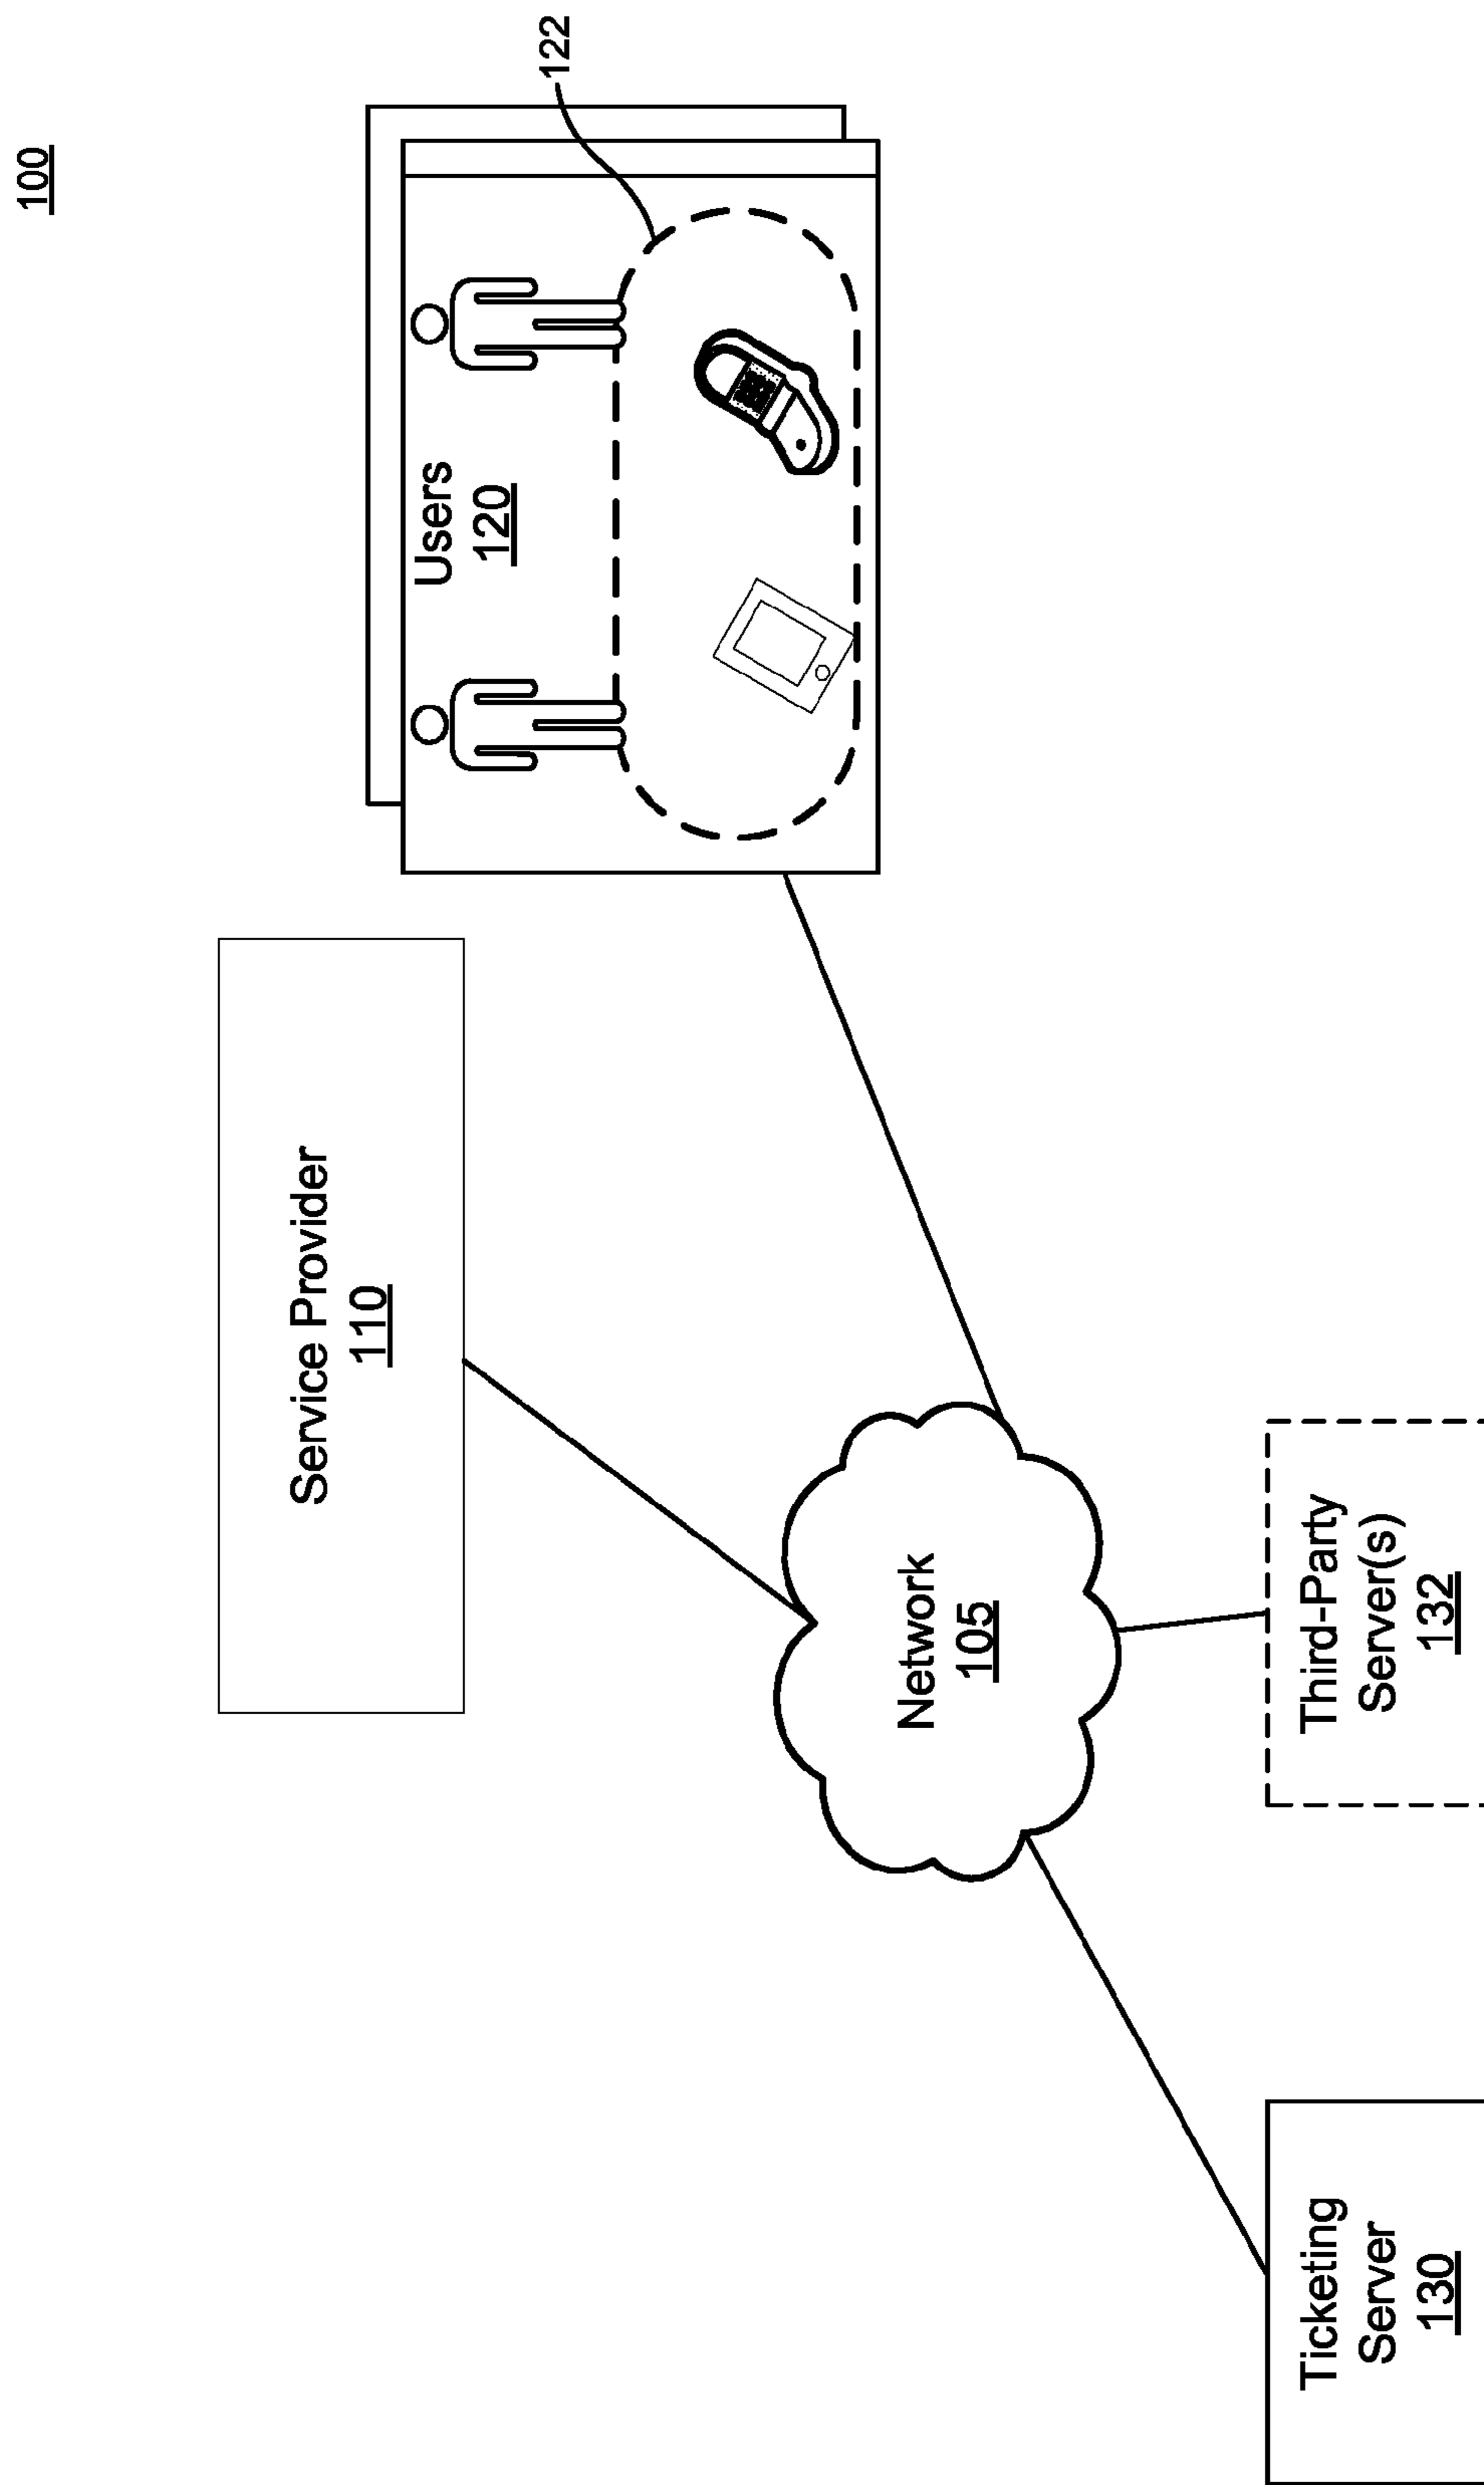 100
Service Provider
110
Users
120
122
Network
105
Ticketing
Server
130
Third-Party
Server(s)
132